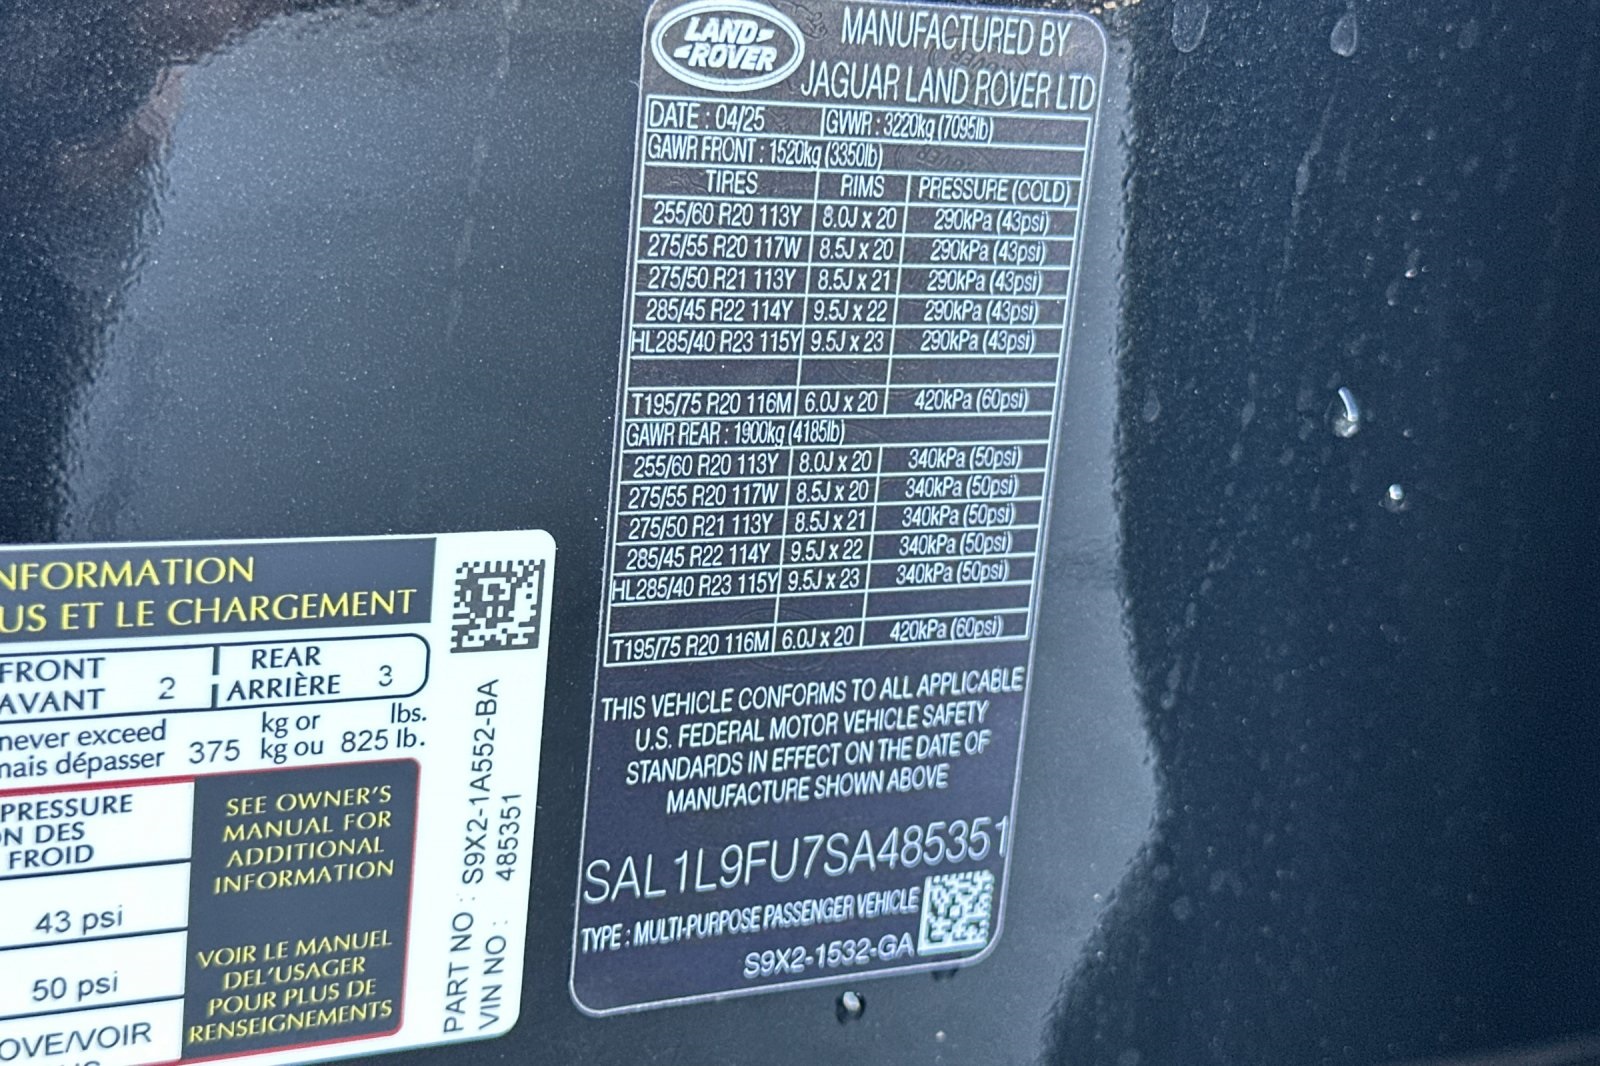 LAND
ROVER
MANUFACTURED BY
JAGUAR LAND ROVER LTD
DATE : 04/25 GVWR : 3220kg (7095lb)
GAWR FRONT : 1520kg (3350lb)
TIRES RIMS PRESSURE (COLD)
255/60 R20 113Y 8.0J x 20 290kPa (43psi)
275/55 R20 117W 8.5J x 20 290kPa (43psi)
275/50 R21 113Y 8.5J x 21 290kPa (43psi)
285/45 R22 114Y 9.5J x 22 290kPa (43psi)
HL285/40 R23 115Y 9.5J x 23 290kPa (43psi)
T195/75 R20 116M 6.0J x 20 420kPa (60psi)
GAWR REAR : 1900kg (4185lb)
255/60 R20 113Y 8.0J x 20 340kPa (50psi)
275/55 R20 117W 8.5J x 20 340kPa (50psi)
275/50 R21 113Y 8.5J x 21 340kPa (50psi)
285/45 R22 114Y 9.5J x 22 340kPa (50psi)
HL285/40 R23 115Y 9.5J x 23 340kPa (50psi)
T195/75 R20 116M 6.0J x 20 420kPa (60psi)
THIS VEHICLE CONFORMS TO ALL APPLICABLE
U.S. FEDERAL MOTOR VEHICLE SAFETY
STANDARDS IN EFFECT ON THE DATE OF
MANUFACTURE SHOWN ABOVE
SAL1L9FU7SA485351
TYPE : MULTI-PURPOSE PASSENGER VEHICLE
S9X2-1532-GA
NFORMATION
US ET LE CHARGEMENT
FRONT REAR
AVANT 2 ARRIÈRE 3
never exceed kg or lbs.
mais dépasser 375 kg ou 825 lb.
PRESSURE
N DES
FROID
43 psi
50 psi
OVE/VOIR
SEE OWNER'S
MANUAL FOR
ADDITIONAL
INFORMATION
VOIR LE MANUEL
DEL'USAGER
POUR PLUS DE
RENSEIGNEMENTS
PART NO : S9X2-1A552-BA
VIN NO : 485351